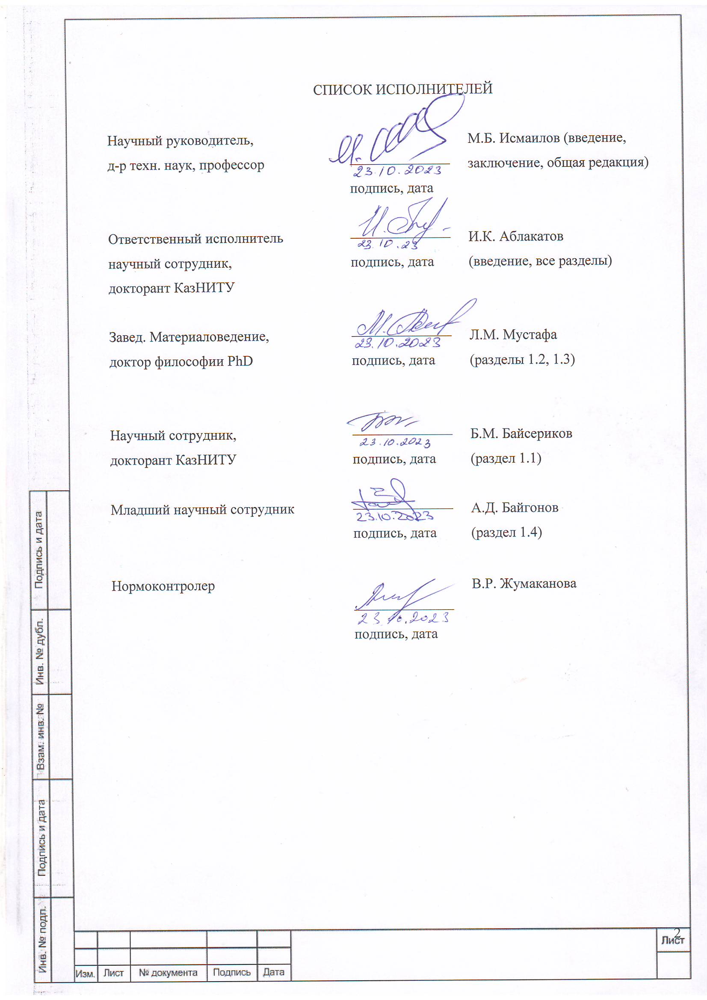 СПИСОК ИСПОЛНИТЕЛЕЙ
Научный руководитель,
д-р техн. наук, профессор
23.10.2023
подпись, дата
М.Б. Исмаилов (введение,
заключение, общая редакция)
Ответственный исполнитель
научный сотрудник,
докторант КазНИТУ
23.10.23
подпись, дата
И.К. Аблакатов
(введение, все разделы)
Завед. Материаловедение,
доктор философии PhD
23.10.2023
подпись, дата
Л.М. Мустафа
(разделы 1.2, 1.3)
Научный сотрудник,
докторант КазНИТУ
23.10.2023
подпись, дата
Б.М. Байсериков
(раздел 1.1)
Младший научный сотрудник
23.10.2023
подпись, дата
А.Д. Байгонов
(раздел 1.4)
Нормоконтролер
23.10.2023
подпись, дата
В.Р. Жумаканова
Подпись и дата
Инв. № дубл.
Взам. инв. №
Подпись и дата
Инв. № подл.
Изм. Лист № документа Подпись Дата
2
Лист